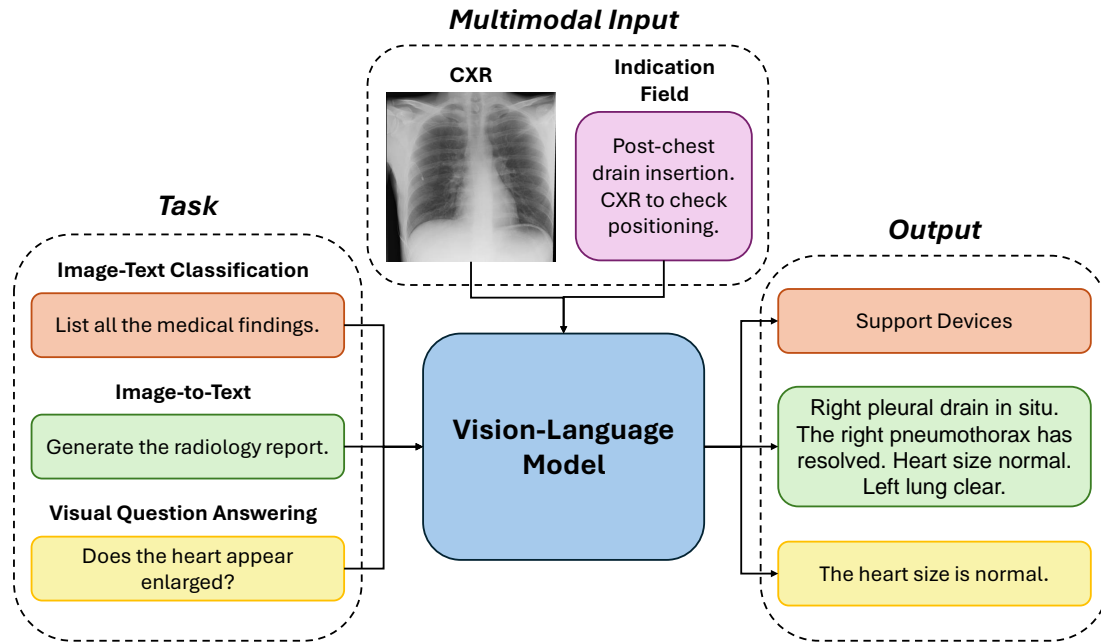 Multimodal Input
CXR
Indication
Field
Post-chest
drain insertion.
CXR to check
positioning.
Task
Image-Text Classification
List all the medical findings.
Image-to-Text
Generate the radiology report.
Visual Question Answering
Does the heart appear
enlarged?
Vision-Language
Model
Output
Support Devices
Right pleural drain in situ.
The right pneumothorax has
resolved. Heart size normal.
Left lung clear.
The heart size is normal.